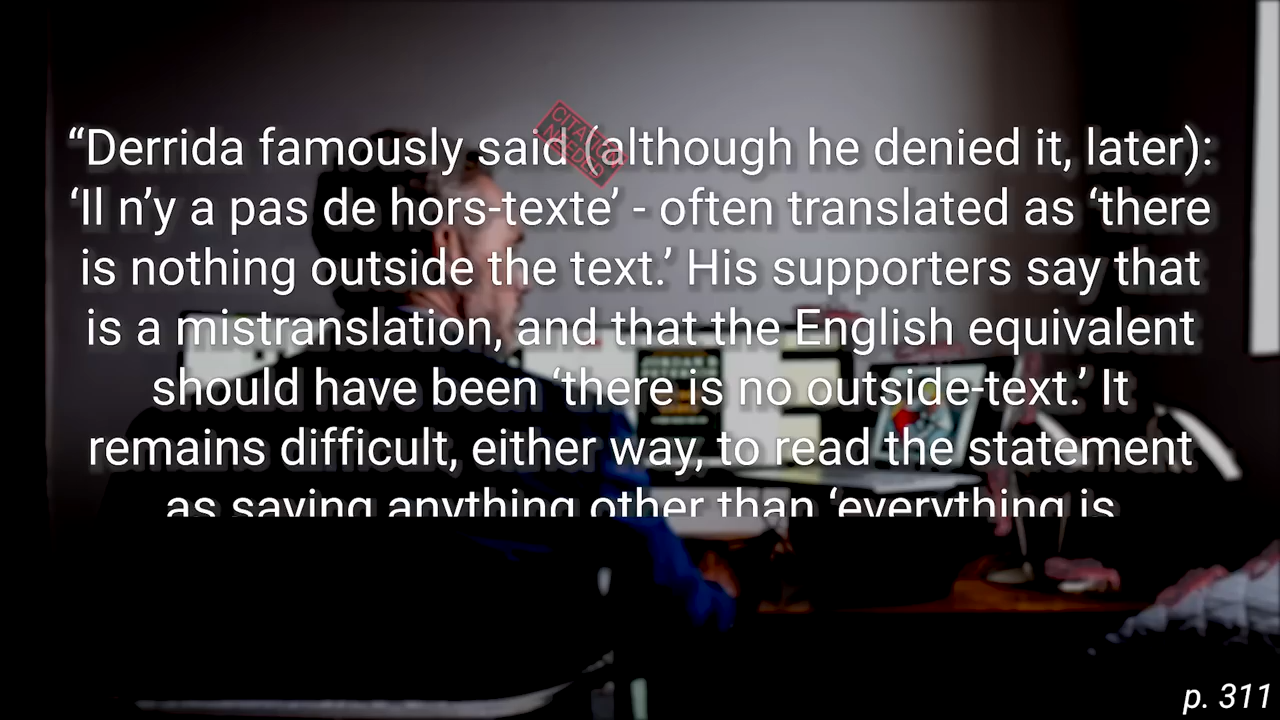 “Derrida famously said (although he denied it, later):
‘Il n’y a pas de hors-texte’ - often translated as ‘there
is nothing outside the text.’ His supporters say that
is a mistranslation, and that the English equivalent
should have been ‘there is no outside-text.’ It
remains difficult, either way, to read the statement
as saying anything other than ‘everything is
CITATION
NEEDED
p. 311